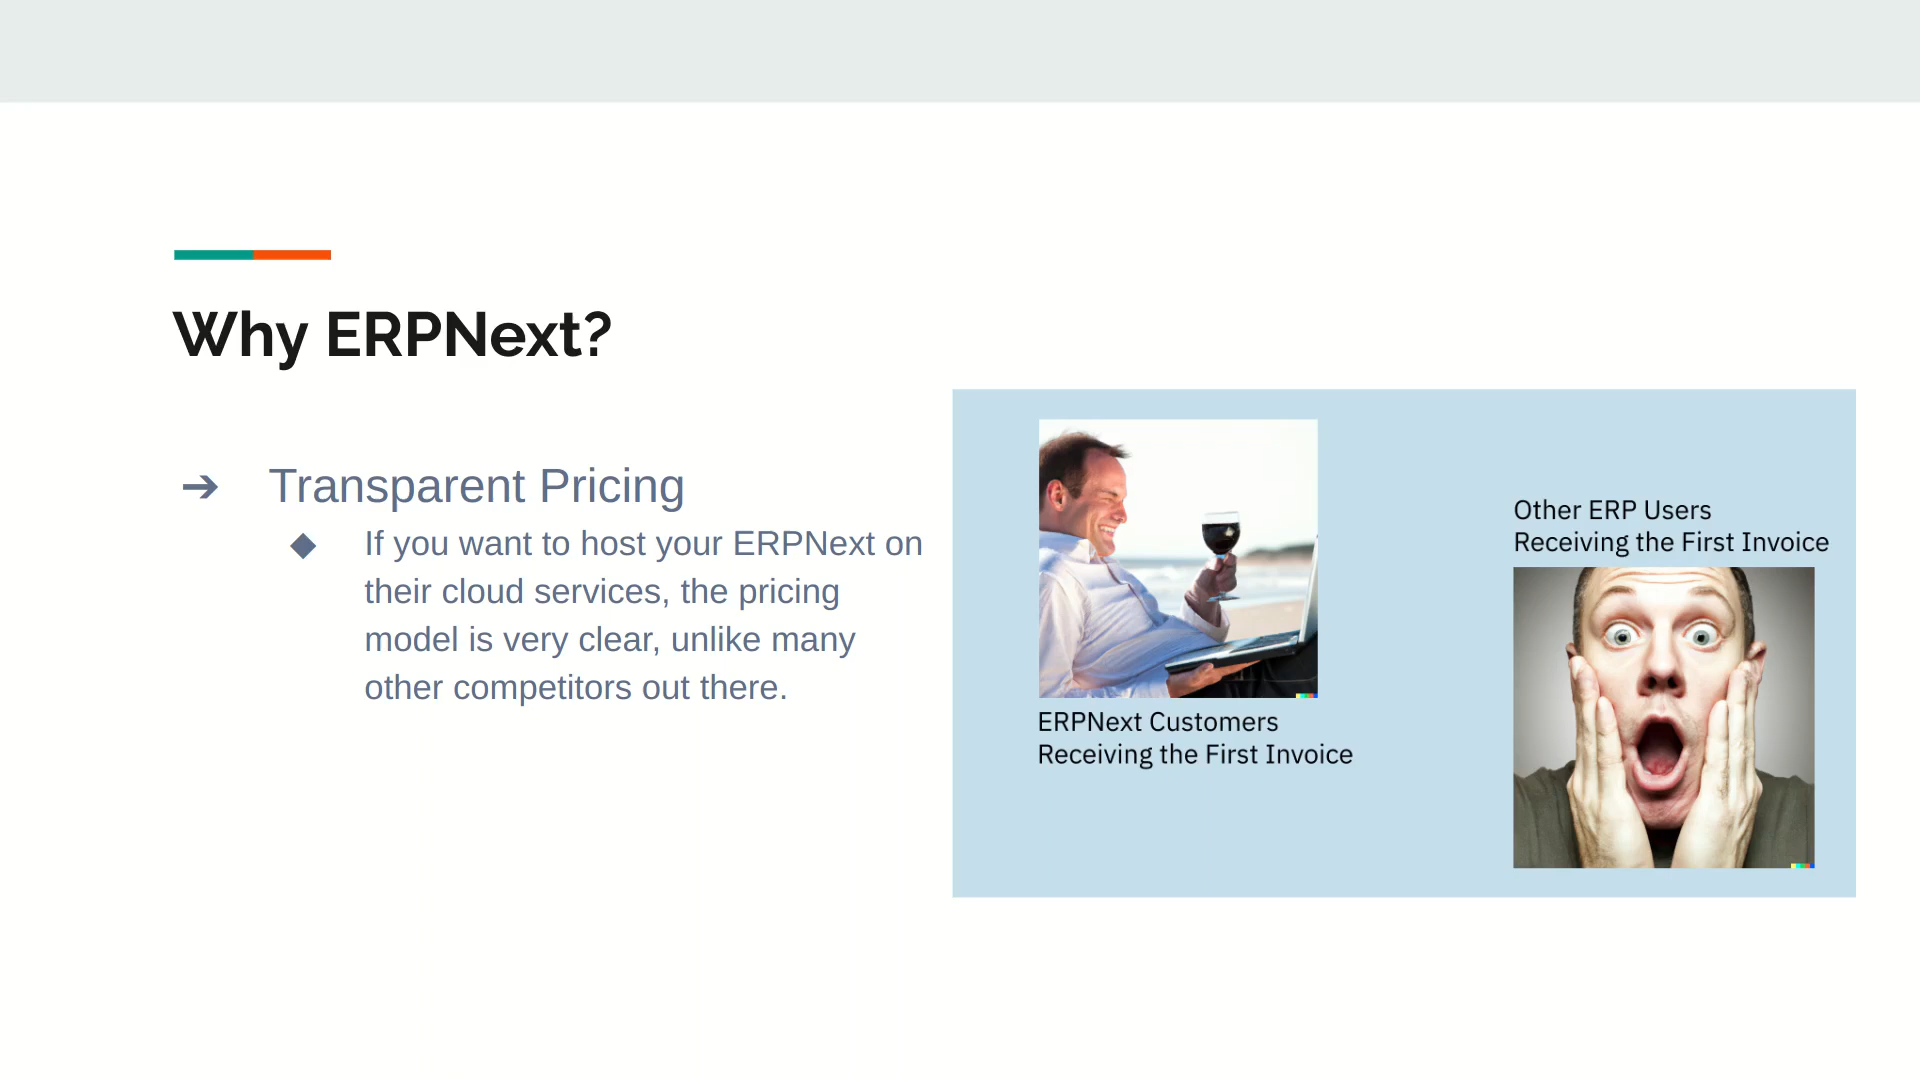 Why ERPNext?
➔ Transparent Pricing
◆ If you want to host your ERPNext on
their cloud services, the pricing
model is very clear, unlike many
other competitors out there.
ERPNext Customers
Receiving the First Invoice
Other ERP Users
Receiving the First Invoice